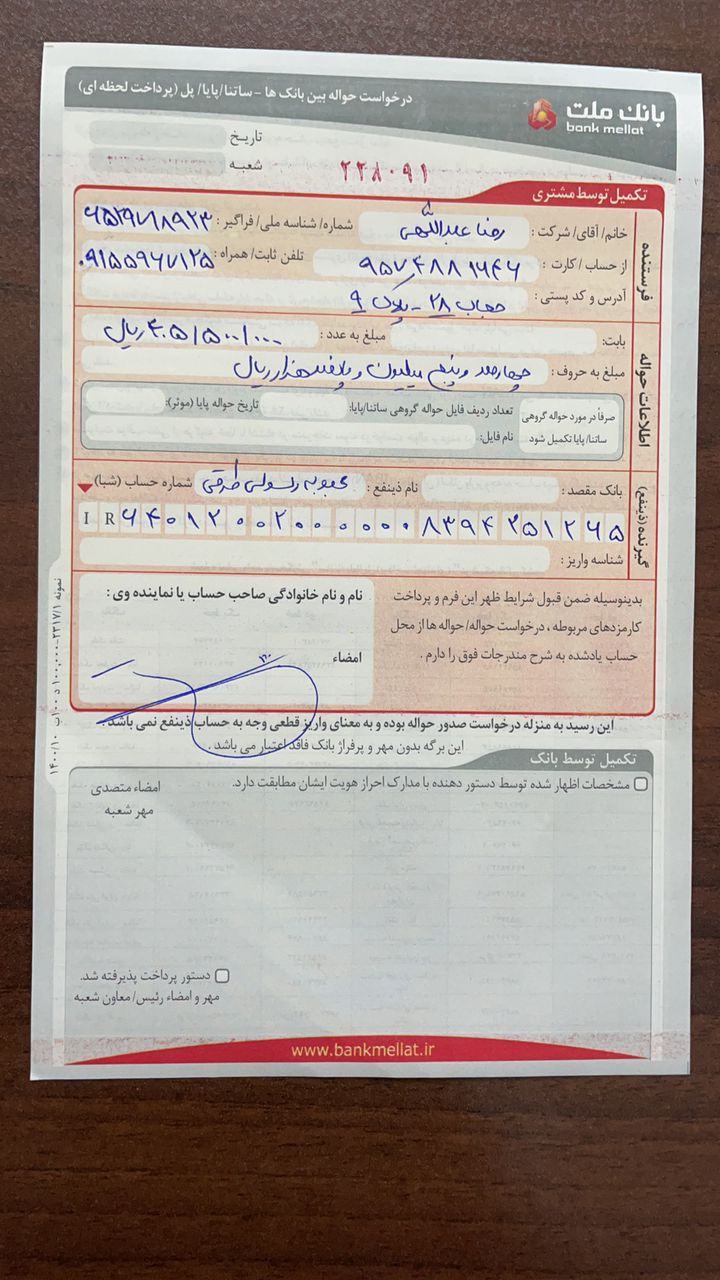 درخواست حواله بین بانک ها - ساتنا/پایا/ پل (پرداخت لحظه ای)
بانک ملت
bank mellat
تاریخ
شعبه
۲۲۸۰۹۱
تکمیل توسط مشتری
فرستنده
خانم/ آقای/ شرکت : رضا عبداللهی شماره/ شناسه ملی/ فراگیر :
از حساب / کارت : تلفن ثابت/ همراه : ۰۹۱۵۵۹۶۷۱۲۵
آدرس و کد پستی : حجاب ۲۸ - پلاک ۹
اطلاعات حواله
بابت: مبلغ به عدد : ۴۰۵/۵۰۰/۰۰۰ ریال
مبلغ به حروف : چهارصد و پنج میلیون و پانصد هزار ریال
صرفاً در مورد حواله گروهی
ساتنا/ پایا تکمیل شود
تعداد ردیف فایل حواله گروهی ساتنا/پایا: تاریخ حواله پایا (موثر):
نام فایل:
گیرنده (ذینفع)
بانک مقصد : نام ذینفع : محبوبه رسولی طرقی شماره حساب (شبا)
IR ۶۴۰۱۲۰۰۲۰۰۰۰۰۰۸۳۹۴۲۵۱۲۶۵
شناسه واریز :
بدینوسیله ضمن قبول شرایط ظهر این فرم و پرداخت
کارمزدهای مربوطه ، درخواست حواله/ حواله ها از محل
حساب یادشده به شرح مندرجات فوق را دارم .
نام و نام خانوادگی صاحب حساب یا نماینده وی :
امضاء
این رسید به منزله درخواست صدور حواله بوده و به معنای واریز قطعی وجه به حساب ذینفع نمی باشد .
این برگه بدون مهر و پرفراژ بانک فاقد اعتبار می باشد .
تکمیل توسط بانک
مشخصات اظهار شده توسط دستور دهنده با مدارک احراز هویت ایشان مطابقت دارد.
امضاء متصدی
مهر شعبه
دستور پرداخت پذیرفته شد.
مهر و امضاء رئیس/ معاون شعبه
www.bankmellat.ir